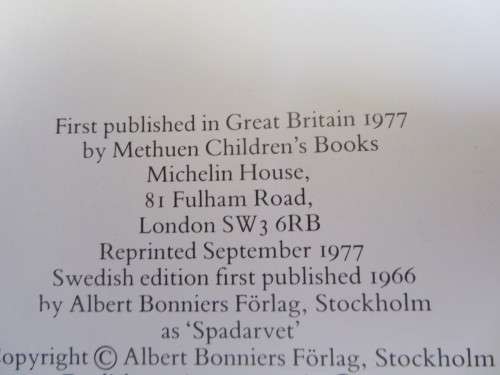 First published in Great Britain 1977
by Methuen Children's Books
Michelin House,
81 Fulham Road,
London SW3 6RB
Reprinted September 1977
Swedish edition first published 1966
by Albert Bonniers Förlag, Stockholm
as 'Spadarvet'
Copyright © Albert Bonniers Förlag, Stockholm